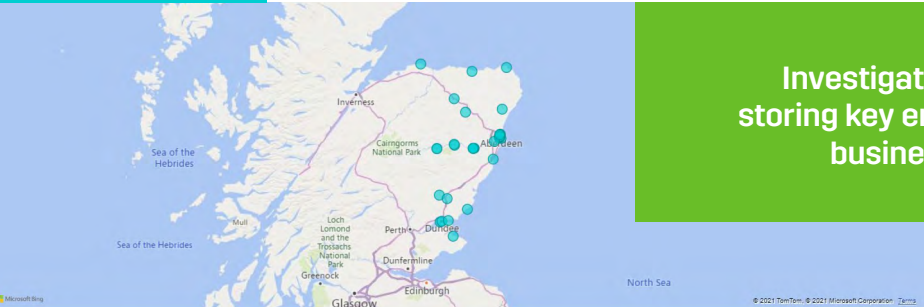 Investigat
storing key er
busine
Inverness
Cairngorms
National Park
Aberdeen
Sea of the
Hebrides
Mull
Loch
Lomond
and the
Trossachs
National
Park
Perth
Dundee
Sea of the Hebrides
Dunfermline
Greenock
Edinburgh
Glasgow
North Sea
Microsoft Bing
© 2021 TomTom, © 2021 Microsoft Corporation Terms